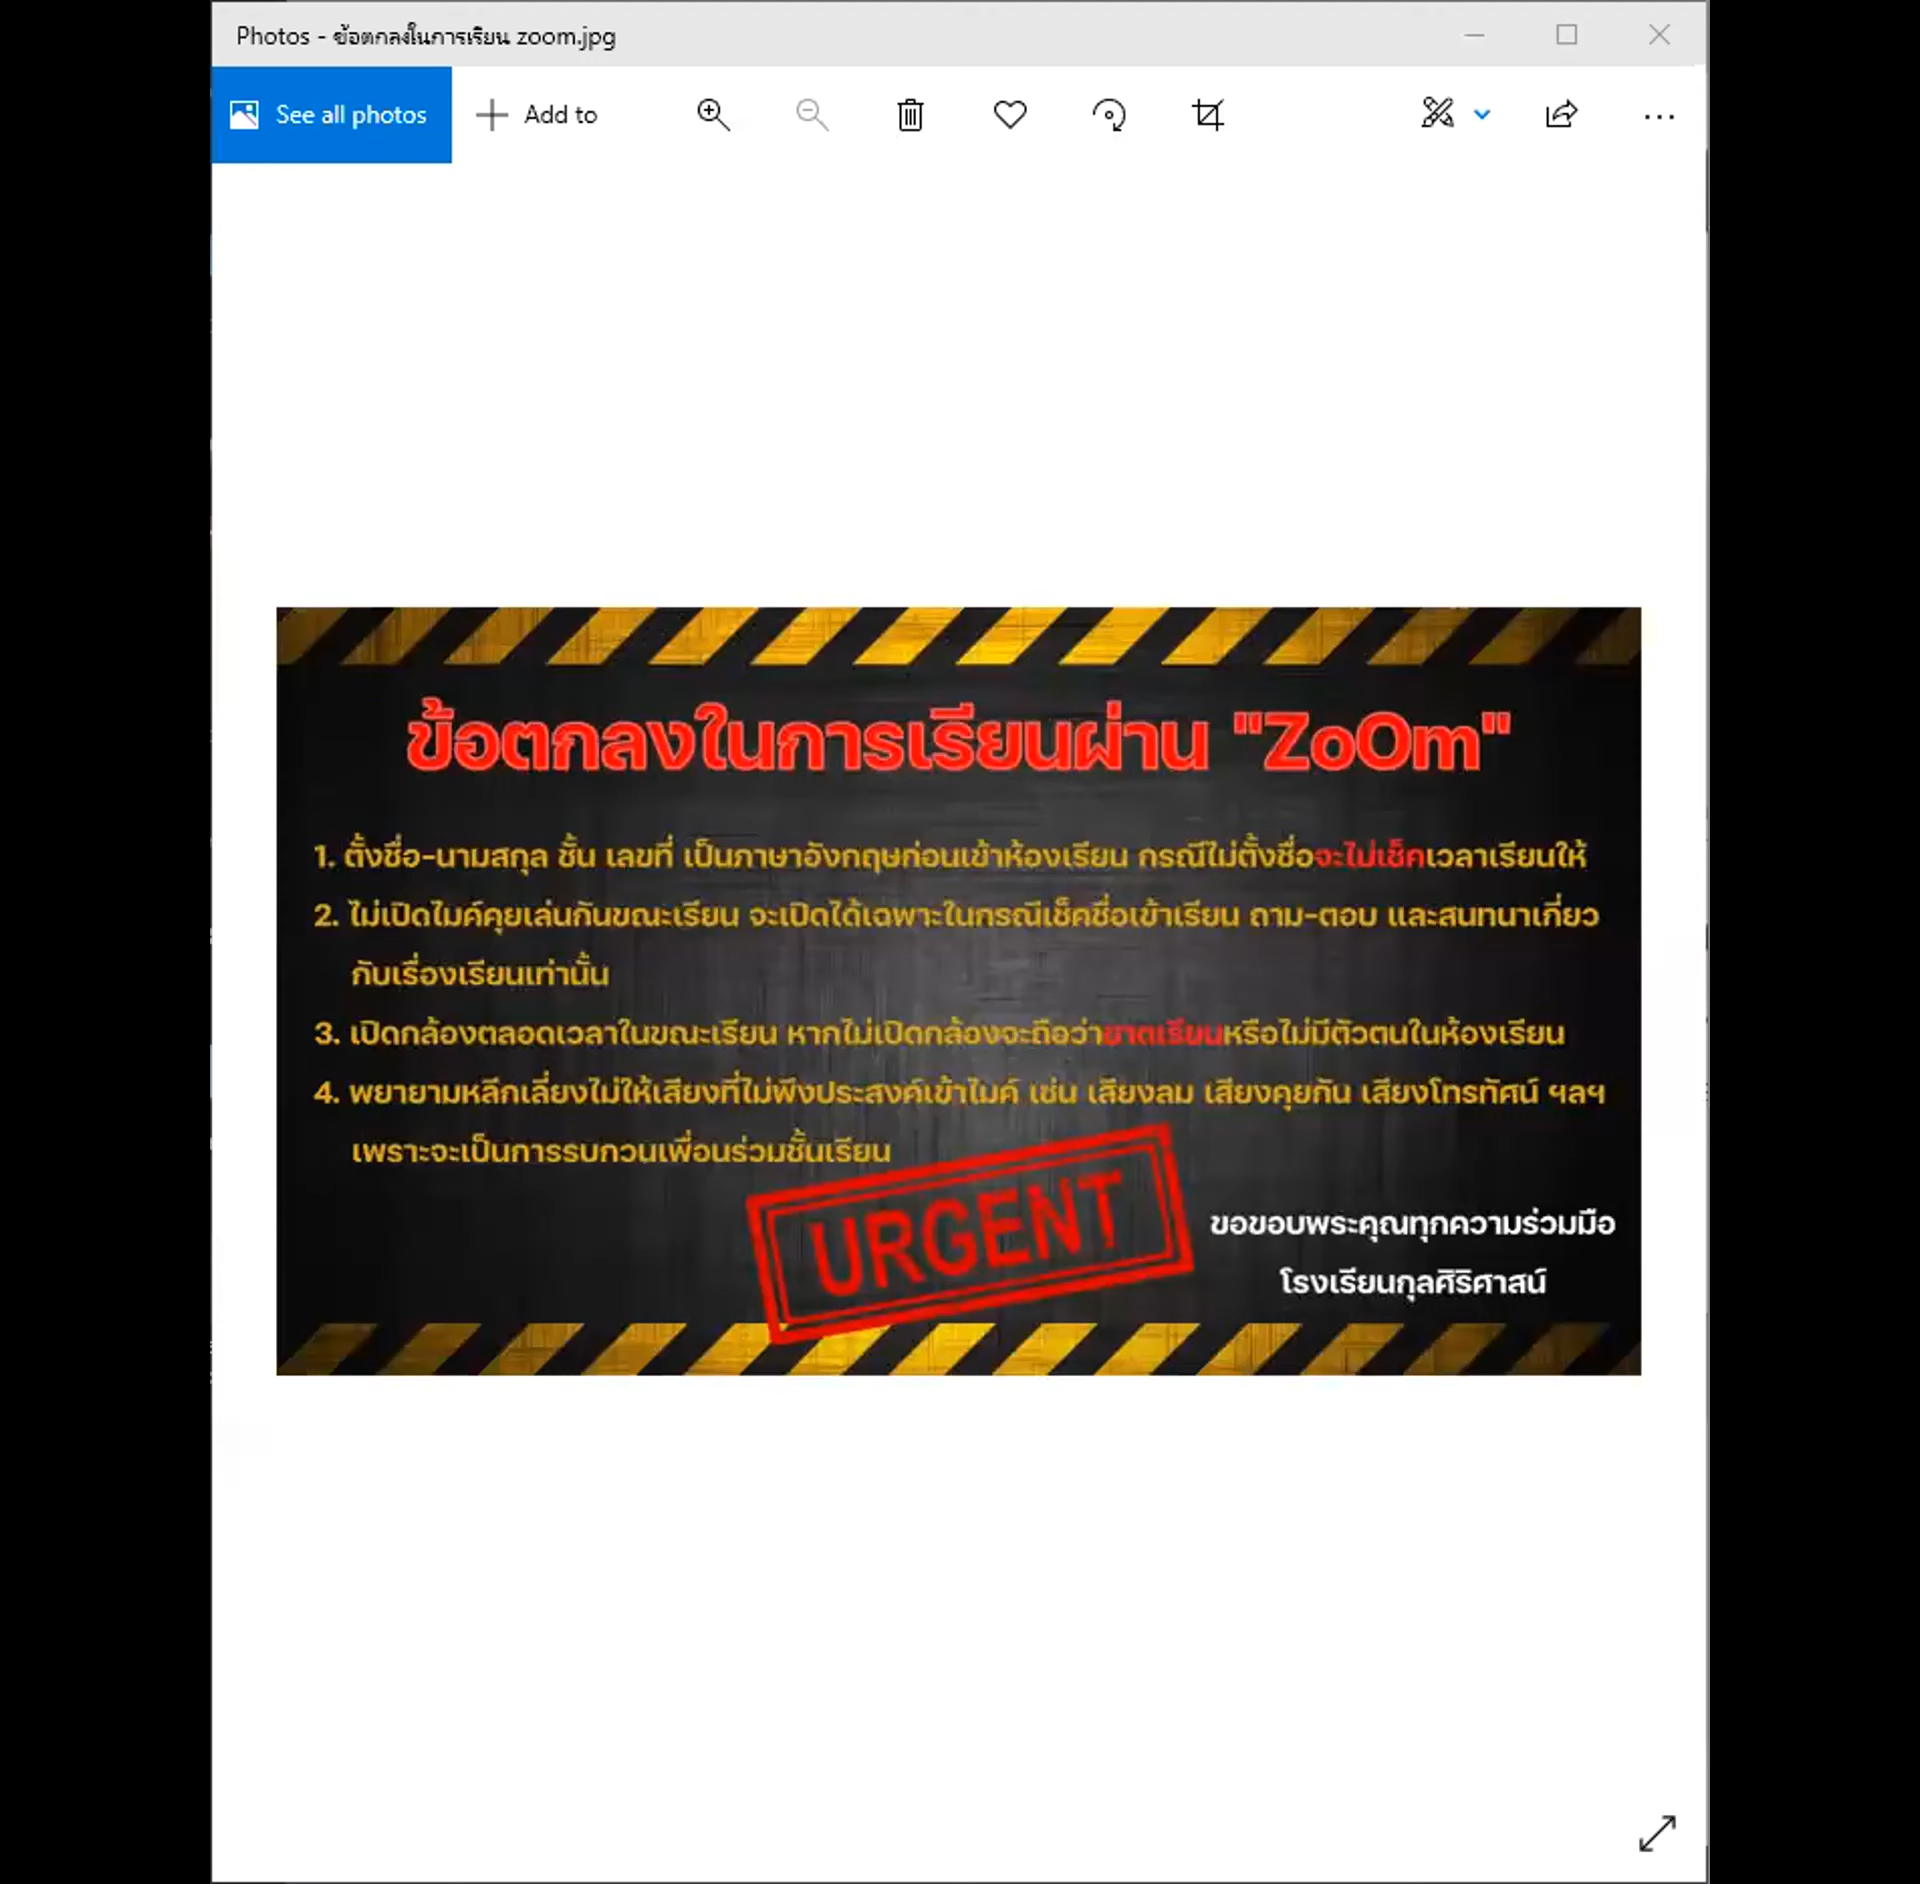 Photos - ข้อตกลงในการเรียน zoom.jpg
See all photos
Add to
ข้อตกลงในการเรียนผ่าน "ZoOm"
1. ตั้งชื่อ-นามสกุล ชั้น เลขที่ เป็นภาษาอังกฤษก่อนเข้าห้องเรียน กรณีไม่ตั้งชื่อจะไม่เช็คเวลาเรียนให้
2. ไม่เปิดไมค์คุยเล่นกันขณะเรียน จะเปิดได้เฉพาะในกรณีเช็คชื่อเข้าเรียน ถาม-ตอบ และสนทนาเกี่ยว
กับเรื่องเรียนเท่านั้น
3. เปิดกล้องตลอดเวลาในขณะเรียน หากไม่เปิดกล้องจะถือว่าขาดเรียนหรือไม่มีตัวตนในห้องเรียน
4. พยายามหลีกเลี่ยงไม่ให้เสียงที่ไม่พึงประสงค์เข้าไมค์ เช่น เสียงลม เสียงคุยกัน เสียงโทรทัศน์ ฯลฯ
เพราะจะเป็นการรบกวนเพื่อนร่วมชั้นเรียน
URGENT
ขอขอบพระคุณทุกความร่วมมือ
โรงเรียนกุลศิริศาสน์